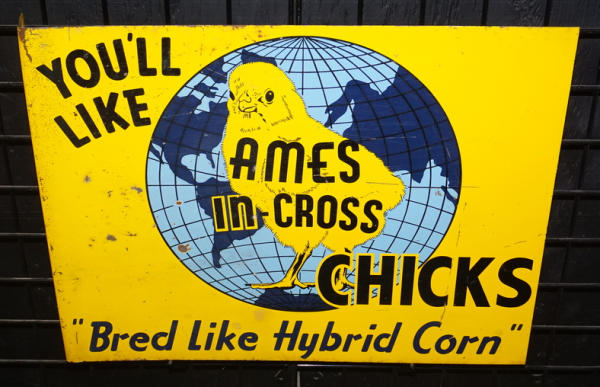 YOU'LL
LIKE
AMES
IN-CROSS
CHICKS
"Bred Like Hybrid Corn"